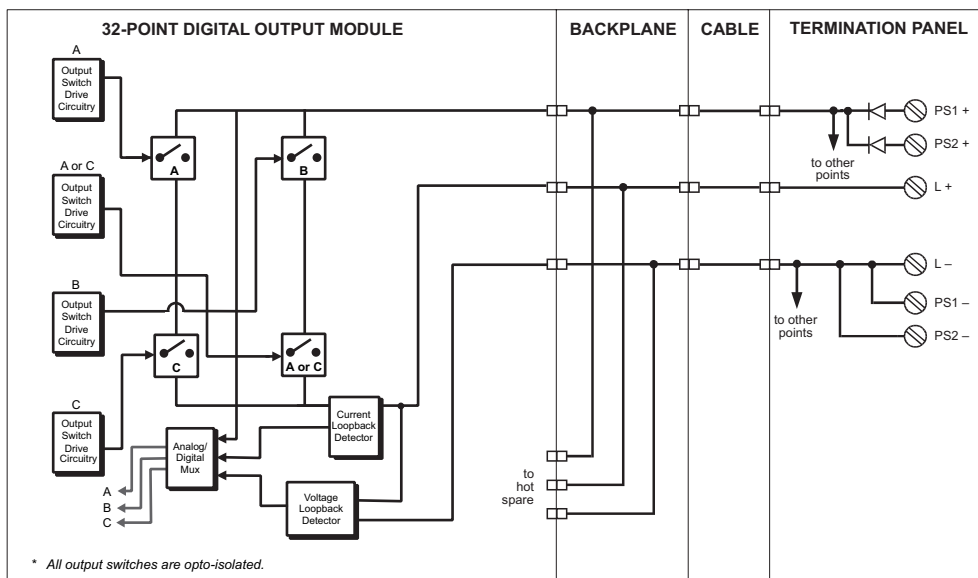 32-POINT DIGITAL OUTPUT MODULE
BACKPLANE
CABLE
TERMINATION PANEL
A
Output
Switch
Drive
Circuitry
A or C
Output
Switch
Drive
Circuitry
B
Output
Switch
Drive
Circuitry
C
Output
Switch
Drive
Circuitry
A
B
C
A or C
Current
Loopback
Detector
Analog/
Digital
Mux
Voltage
Loopback
Detector
A
B
C
to
hot
spare
PS1 +
PS2 +
to other
points
L +
L –
PS1 –
PS2 –
to other
points
* All output switches are opto-isolated.